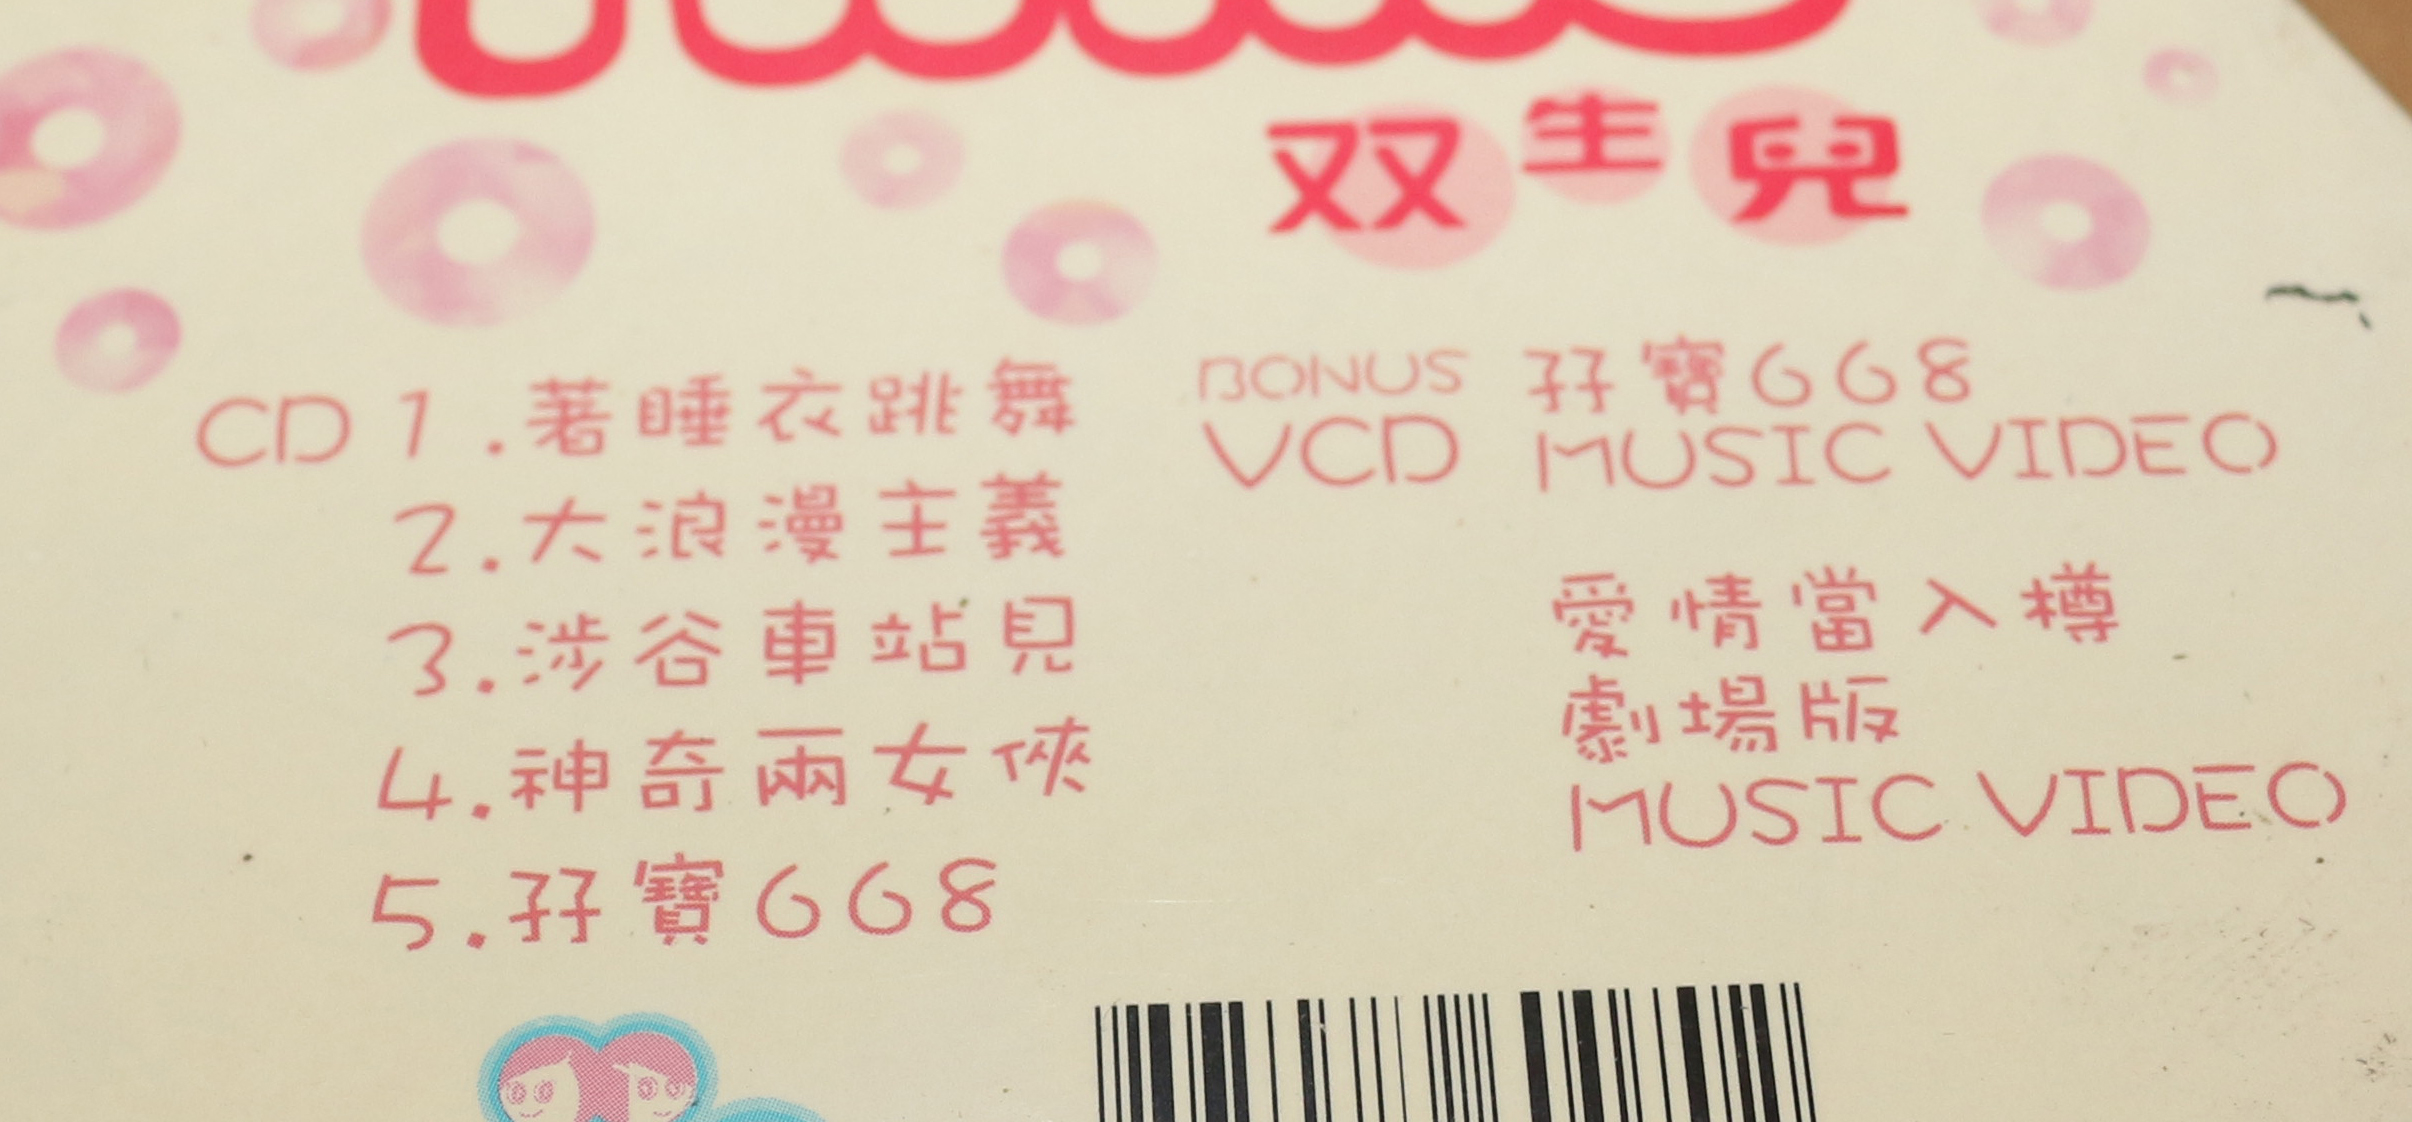 双生兒
CD 1.著睡衣跳舞
2.大浪漫主義
3.涉谷車站見
4.神奇兩女俠
5.孖寶668
BONUS 孖寶668
VCD MUSIC VIDEO
愛情當入樽
劇場版
MUSIC VIDEO